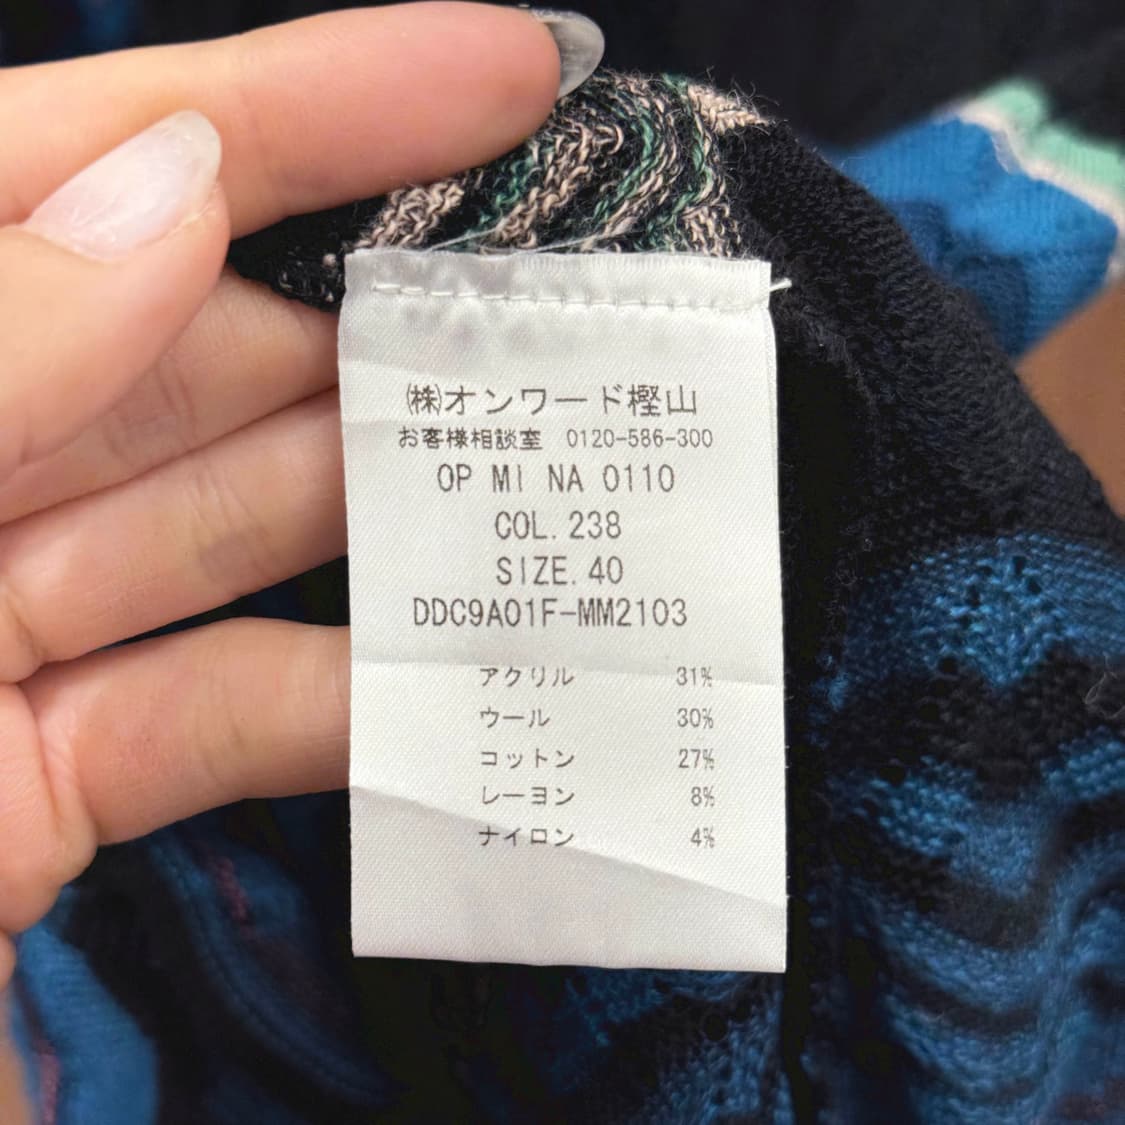 ㈱オンワード樫山
お客様相談室 0120-586-300
OP MI NA 0110
COL.238
SIZE.40
DDC9A01F-MM2103
アクリル 31%
ウール 30%
コットン 27%
レーヨン 8%
ナイロン 4%